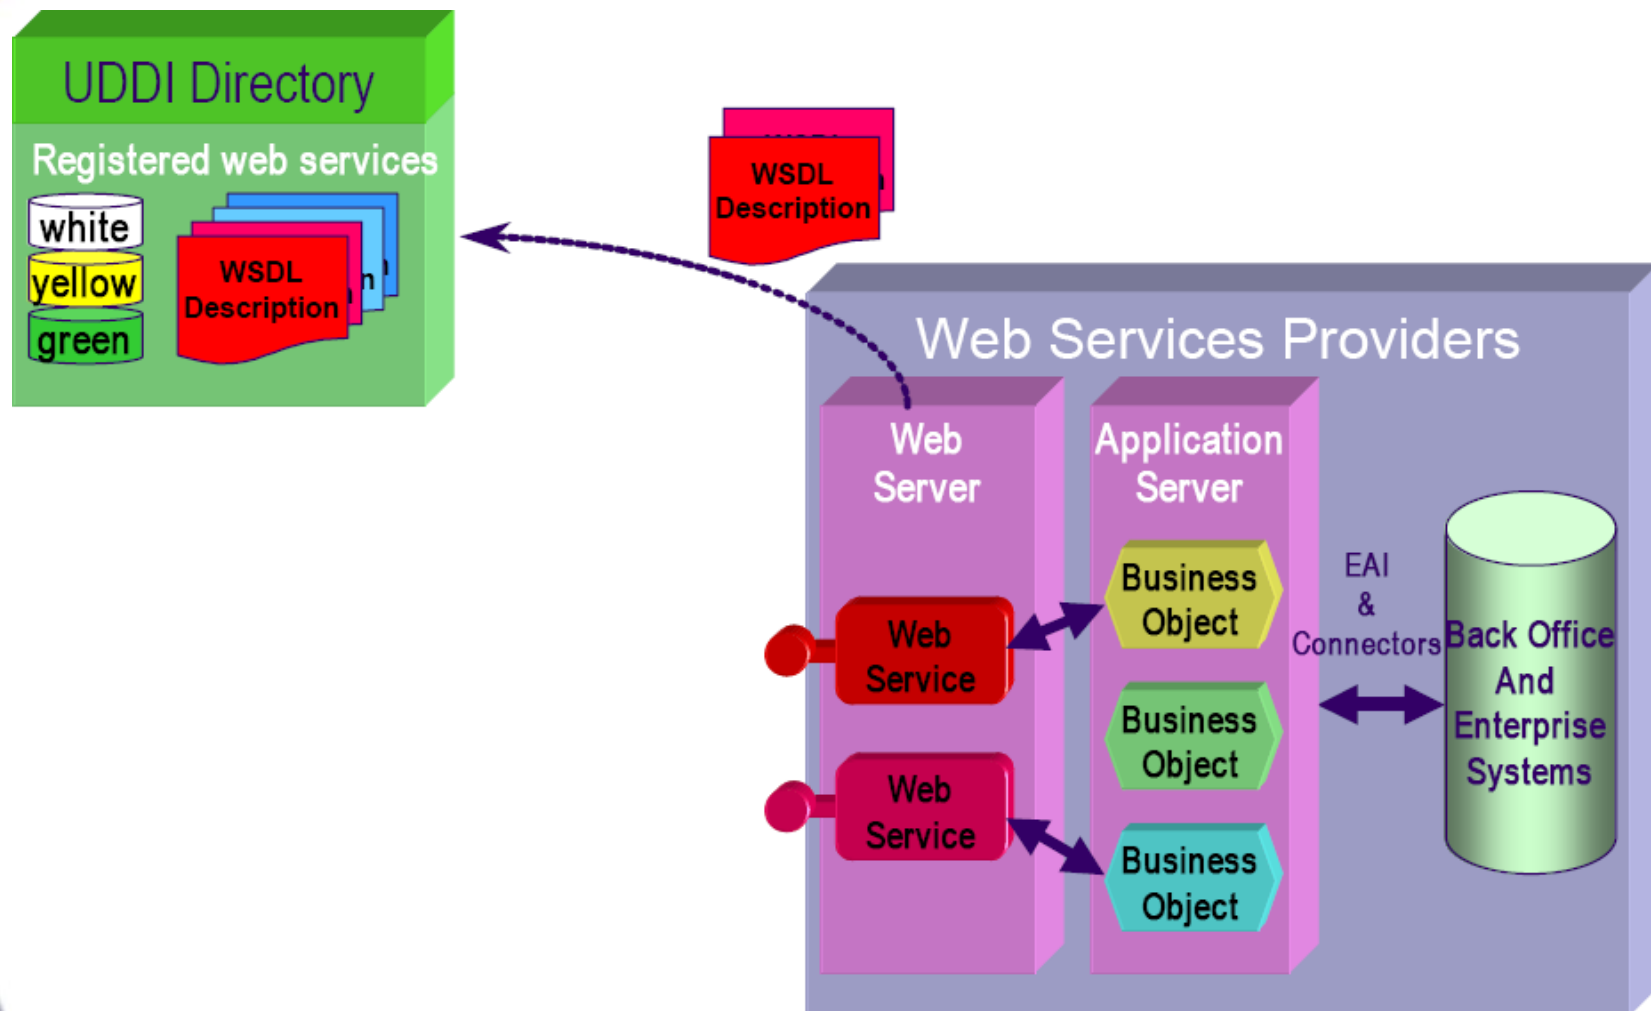 UDDI Directory
Registered web services
white
yellow
green
WSDL
Description
n
n
WSDL
Description
Web Services Providers
Web
Server
Application
Server
Web
Service
Web
Service
Business
Object
Business
Object
Business
Object
EAI
&
Connectors
Back Office
And
Enterprise
Systems